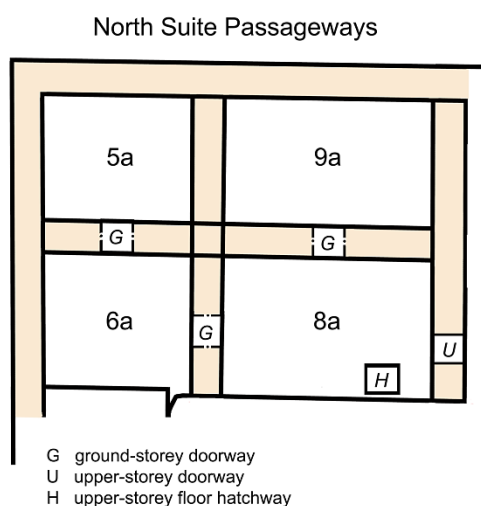 North Suite Passageways
5a
9a
G
G
6a
G
8a
U
H
G ground-storey doorway
U upper-storey doorway
H upper-storey floor hatchway